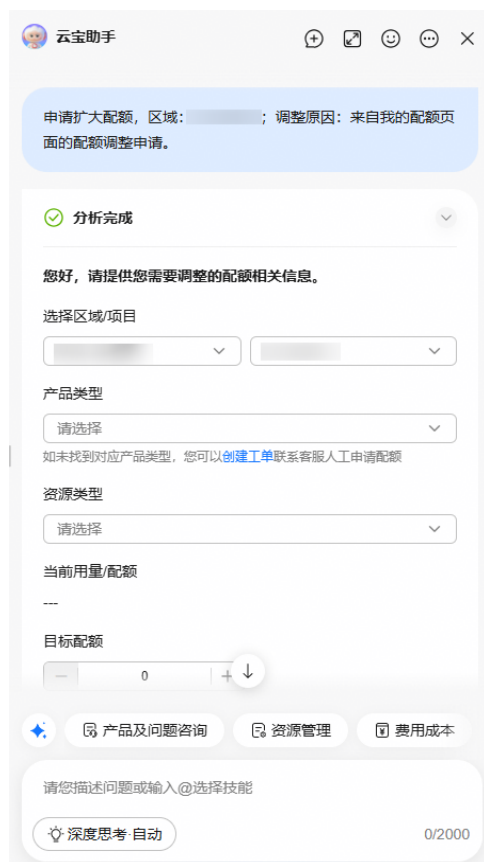 云宝助手
申请扩大配额，区域：；调整原因：来自我的配额页
面的配额调整申请。
分析完成
您好，请提供您需要调整的配额相关信息。
选择区域/项目
产品类型
请选择
如未找到对应产品类型，您可以创建工单联系客服人工申请配额
资源类型
请选择
当前用量/配额
---
目标配额
0
产品及问题咨询 资源管理 费用成本
请您描述问题或输入@选择技能
深度思考·自动 0/2000